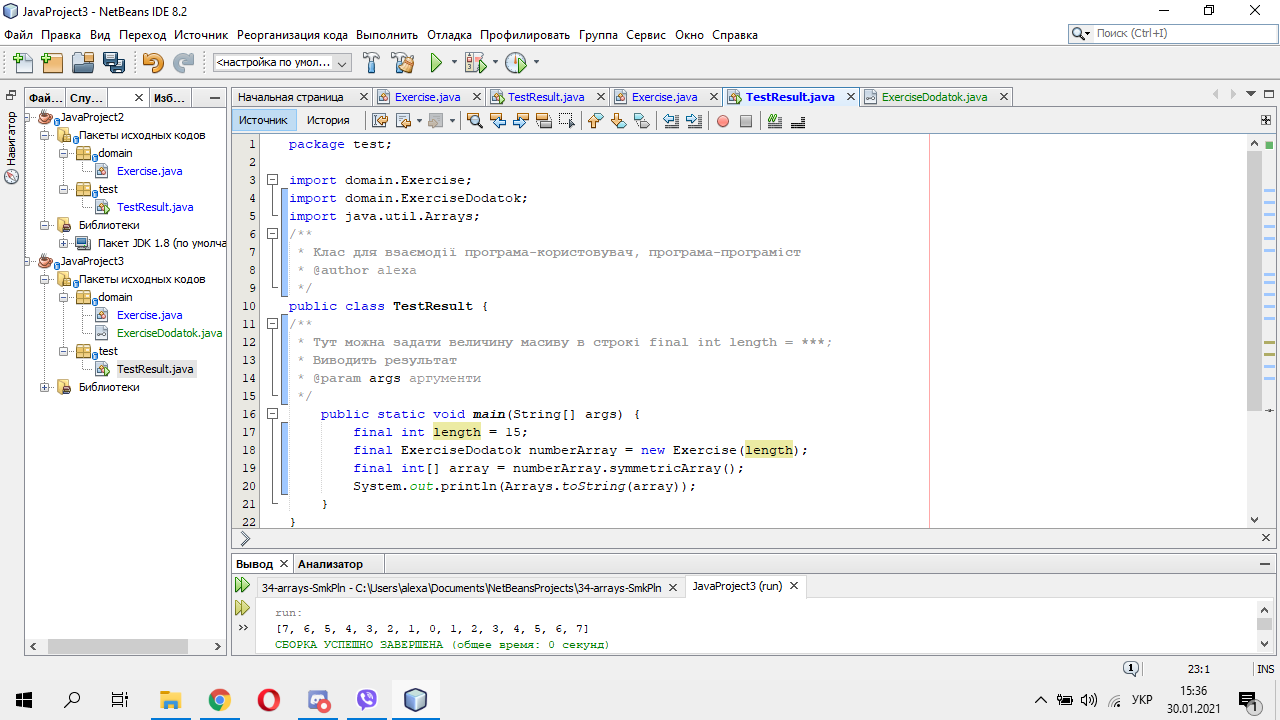 JavaProject3 - NetBeans IDE 8.2
Файл Правка Вид Переход Источник Реорганизация кода Выполнить Отладка Профилировать Группа Сервис Окно Справка
Поиск (Ctrl+I)
<настройка по умол...
Фай... Слу... Изб...
Начальная страница Exercise.java TestResult.java Exercise.java TestResult.java ExerciseDodatok.java
Источник История
Навигатор
JavaProject2
Пакеты исходных кодов
domain
Exercise.java
test
TestResult.java
Библиотеки
Пакет JDK 1.8 (по умолча
JavaProject3
Пакеты исходных кодов
domain
Exercise.java
ExerciseDodatok.java
test
TestResult.java
Библиотеки
1 package test;
2
3 import domain.Exercise;
4 import domain.ExerciseDodatok;
5 import java.util.Arrays;
6 /**
7 * Клас для вваємодії програма-користовувач, програма-програміст
8 * @author alexa
9 */
10 public class TestResult {
11 /**
12 * Тут можна задати величину масиву в строкі final int length = ***;
13 * Виводить результат
14 * @param args аргументи
15 */
16 public static void main(String[] args) {
17 final int length = 15;
18 final ExerciseDodatok numberArray = new Exercise(length);
19 final int[] array = numberArray.symmetricArray();
20 System.out.println(Arrays.toString(array));
21 }
22 }
Вывод Анализатор
34-arrays-SmkPln - C:\Users\alexa\Documents\NetBeansProjects\34-arrays-SmkPln JavaProject3 (run)
run:
[7, 6, 5, 4, 3, 2, 1, 0, 1, 2, 3, 4, 5, 6, 7]
СБОРКА УСПЕШНО ЗАВЕРШЕНА (общее время: 0 секунд)
1 23:1 INS
УКР
15:36
30.01.2021
1